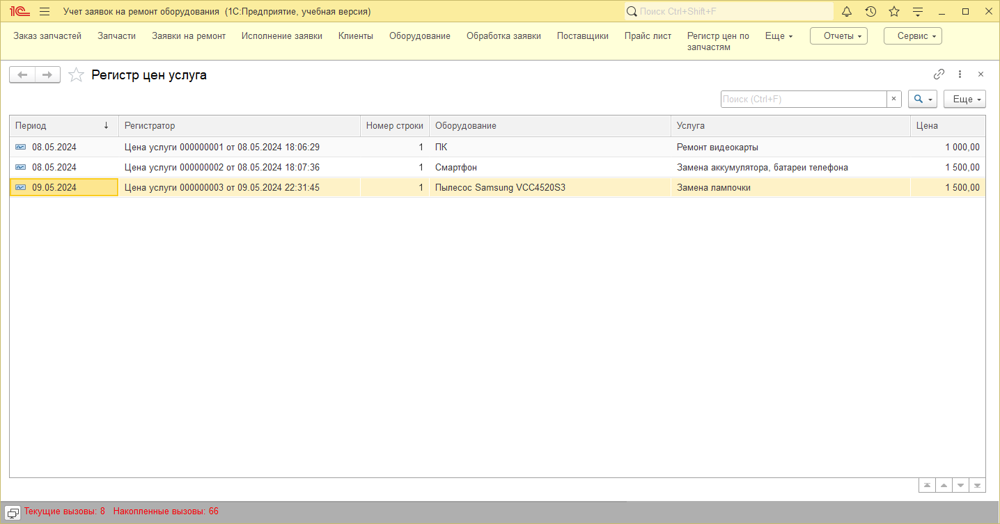 1С Учет заявок на ремонт оборудования (1С:Предприятие, учебная версия) Поиск Ctrl+Shift+F
Заказ запчастей Запчасти Заявки на ремонт Исполнение заявки Клиенты Оборудование Обработка заявки Поставщики Прайс лист Регистр цен по запчастям Еще Отчеты Сервис
Регистр цен услуга
Поиск (Ctrl+F) × Еще
Период ↓ Регистратор Номер строки Оборудование Услуга Цена
08.05.2024 Цена услуги 000000001 от 08.05.2024 18:06:29 1 ПК Ремонт видеокарты 1 000,00
08.05.2024 Цена услуги 000000002 от 08.05.2024 18:07:36 1 Смартфон Замена аккумулятора, батареи телефона 1 500,00
09.05.2024 Цена услуги 000000003 от 09.05.2024 22:31:45 1 Пылесос Samsung VCC4520S3 Замена лампочки 1 500,00
Текущие вызовы: 8 Накопленные вызовы: 66